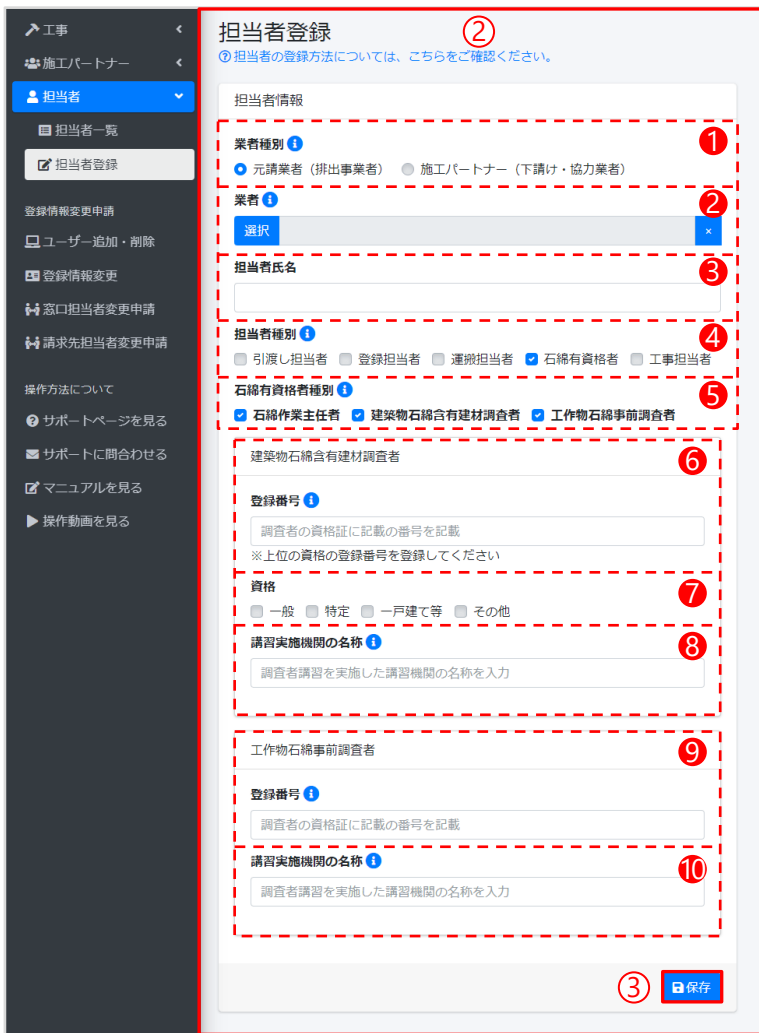 工事
施工パートナー
担当者
担当者一覧
担当者登録
登録情報変更申請
ユーザー追加・削除
登録情報変更
窓口担当者変更申請
請求先担当者変更申請
操作方法について
サポートページを見る
サポートに問合わせる
マニュアルを見る
操作動画を見る
担当者登録 ②
担当者の登録方法については、こちらをご確認ください。
担当者情報
業者種別 ❶
元請業者（排出事業者） 施工パートナー（下請け・協力業者）
業者 ❷
選択 ×
担当者氏名 ❸
担当者種別 ❹
引渡し担当者 登録担当者 運搬担当者 石綿有資格者 工事担当者
石綿有資格者種別 ❺
石綿作業主任者 建築物石綿含有建材調査者 工作物石綿事前調査者
建築物石綿含有建材調査者 ❻
登録番号
調査者の資格証に記載の番号を記載
※上位の資格の登録番号を登録してください
資格 ❼
一般 特定 一戸建て等 その他
講習実施機関の名称 ❽
調査者講習を実施した講習機関の名称を入力
工作物石綿事前調査者 ❾
登録番号
調査者の資格証に記載の番号を記載
講習実施機関の名称 ❿
調査者講習を実施した講習機関の名称を入力
③ 保存